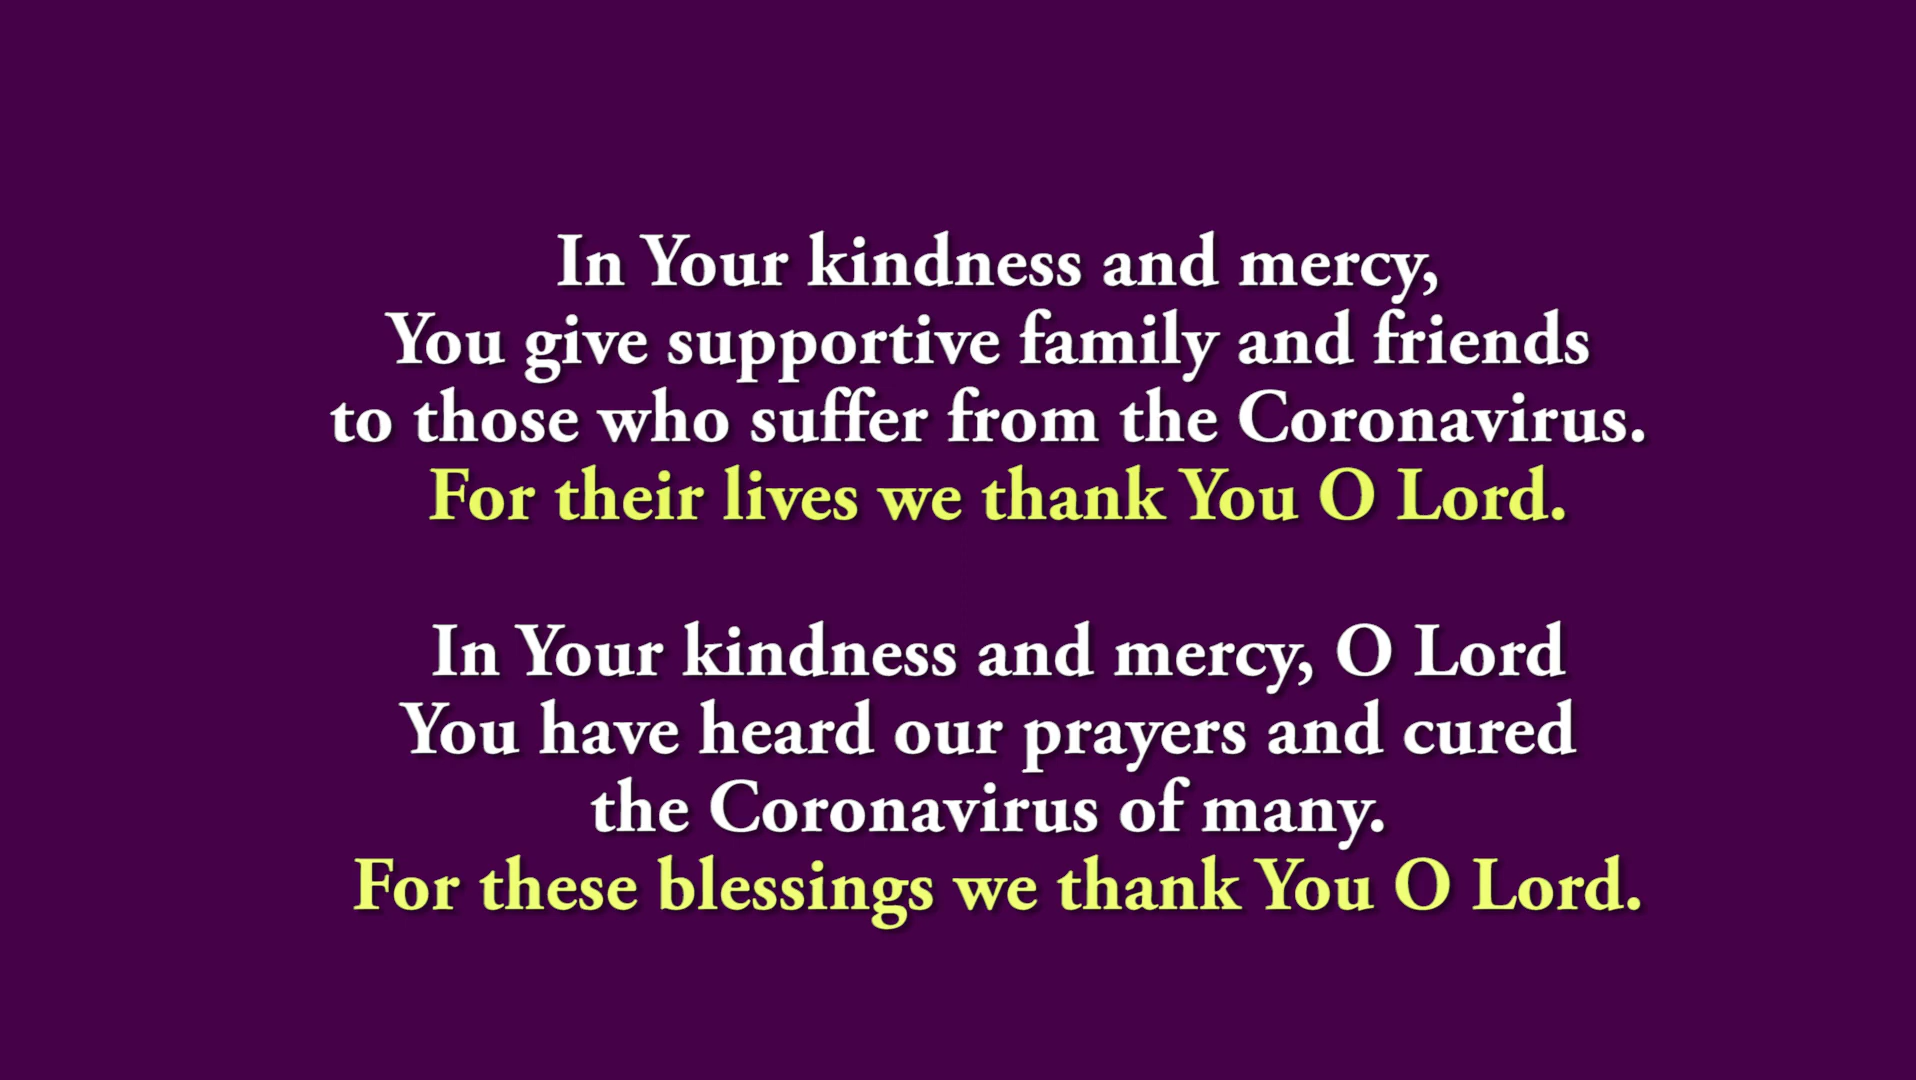 In Your kindness and mercy,
You give supportive family and friends
to those who suffer from the Coronavirus.
For their lives we thank You O Lord.
In Your kindness and mercy, O Lord
You have heard our prayers and cured
the Coronavirus of many.
For these blessings we thank You O Lord.